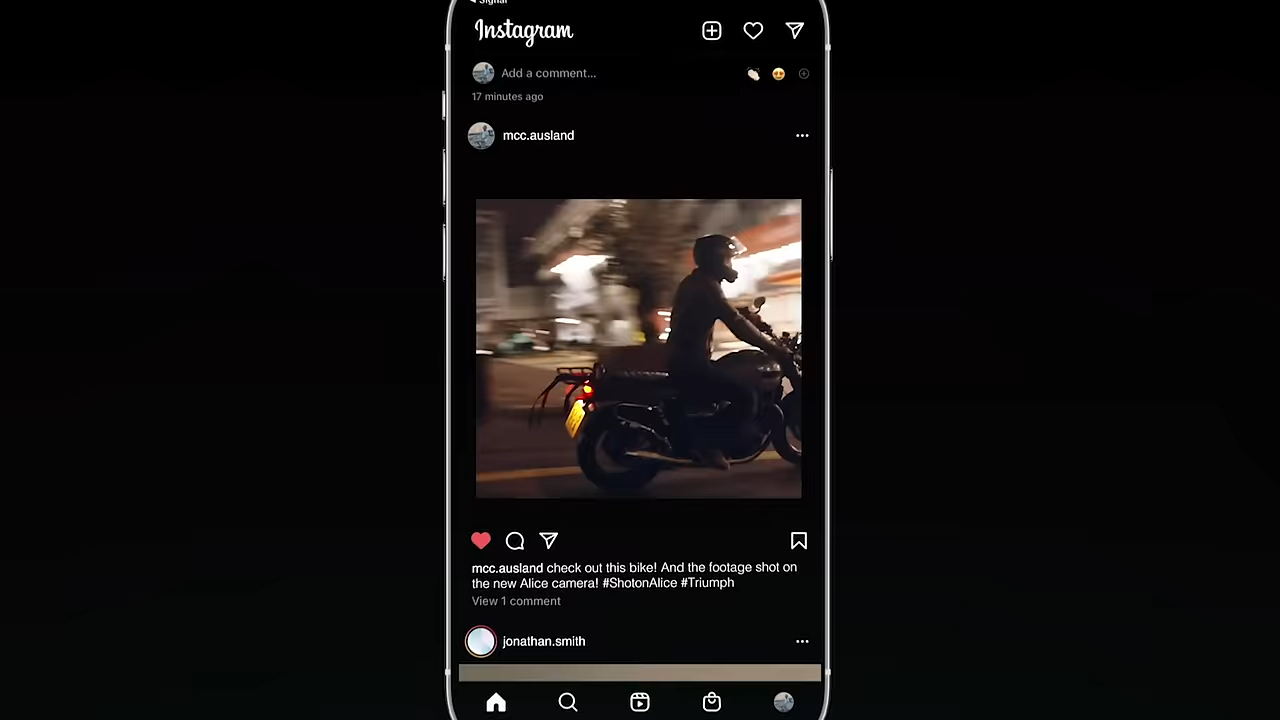 ◂ Signal
Instagram
Add a comment...
17 minutes ago
mcc.ausland
mcc.ausland check out this bike! And the footage shot on
the new Alice camera! #ShotonAlice #Triumph
View 1 comment
jonathan.smith